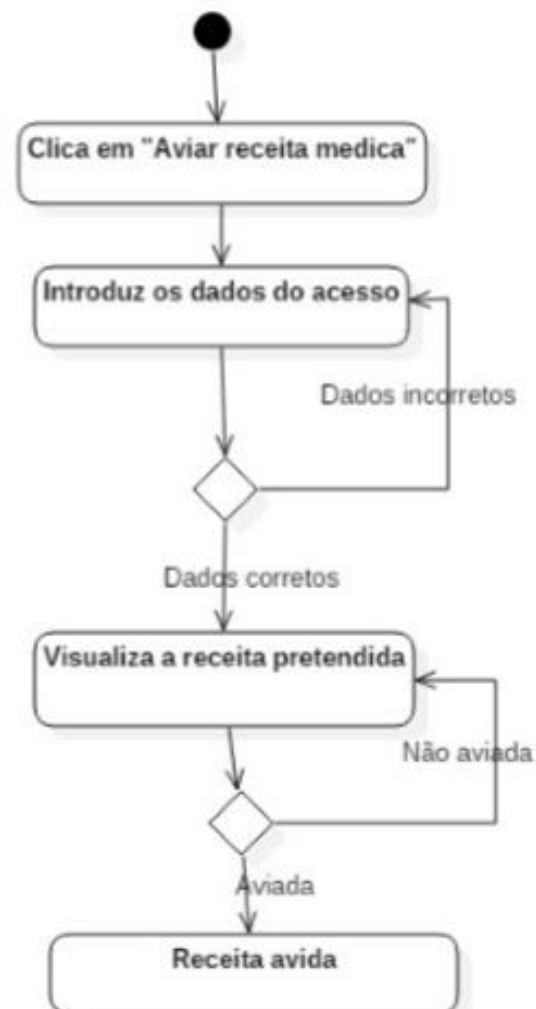 Clica em "Aviar receita medica"
Introduz os dados do acesso
Dados incorretos
Dados corretos
Visualiza a receita pretendida
Não aviada
Aviada
Receita avida